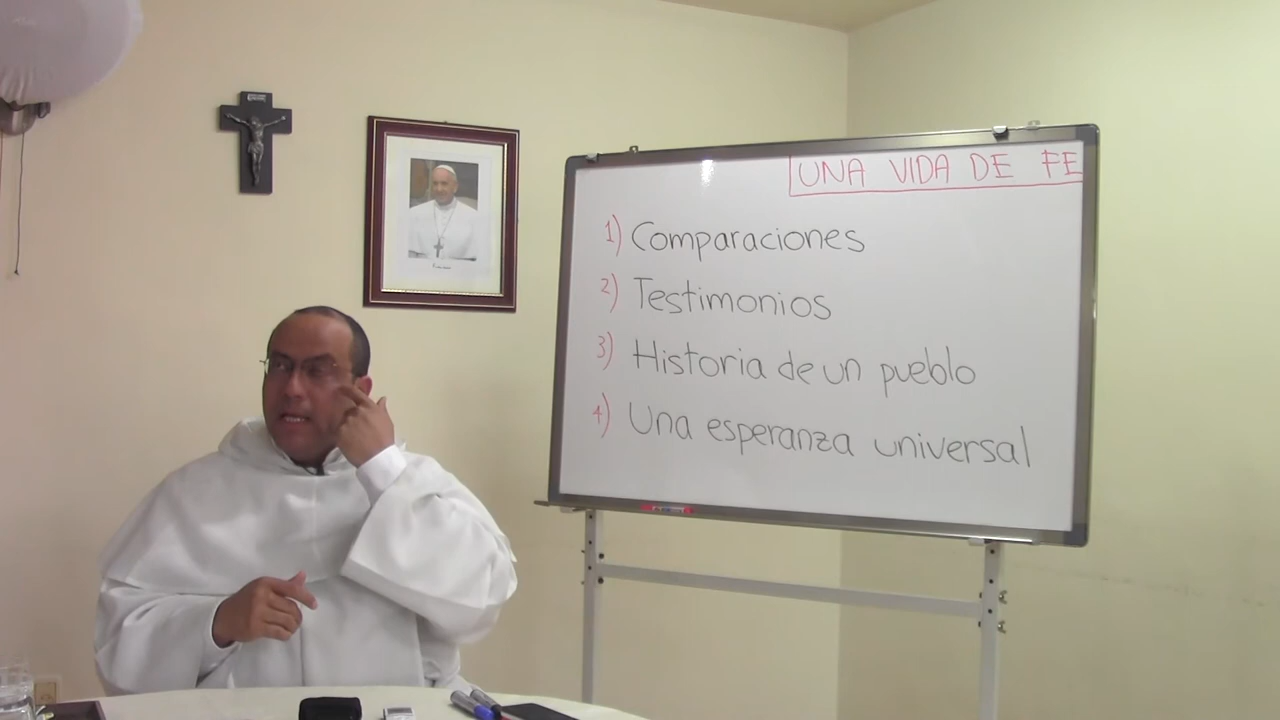 UNA VIDA DE FE
1) Comparaciones
2) Testimonios
3) Historia de un pueblo
4) Una esperanza universal